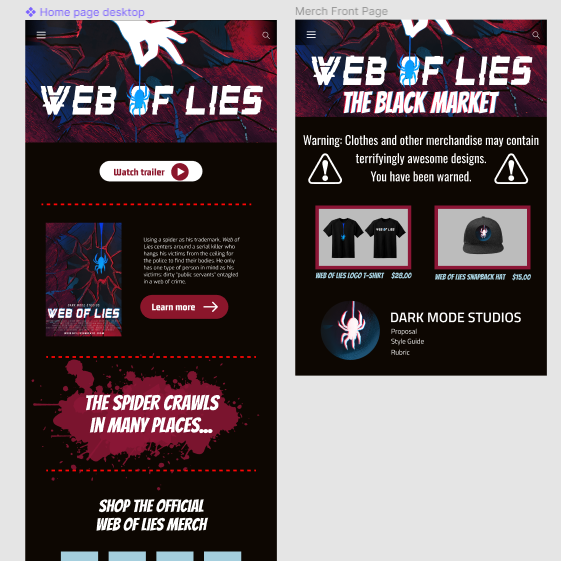 Home page desktop
WEB OF LIES
Watch trailer
DARK MODE STUDIOS
WEB OF LIES
Using a spider as his trademark, Web of
Lies centers around a serial killer who
hangs his victims from the ceiling for
the police to find their bodies. He only
has one type of person in mind as his
victims: dirty "public servants" entagled
in a web of crime.
Learn more
THE SPIDER CRAWLS
IN MANY PLACES...
SHOP THE OFFICIAL
WEB OF LIES MERCH
Merch Front Page
WEB OF LIES
THE BLACK MARKET
Warning: Clothes and other merchandise may contain
terrifyingly awesome designs.
You have been warned.
WEB OF LIES
WEB OF LIES LOGO T-SHIRT $28.00
WEB OF LIES SNAPBACK HAT $15.00
DARK MODE STUDIOS
Proposal
Style Guide
Rubric